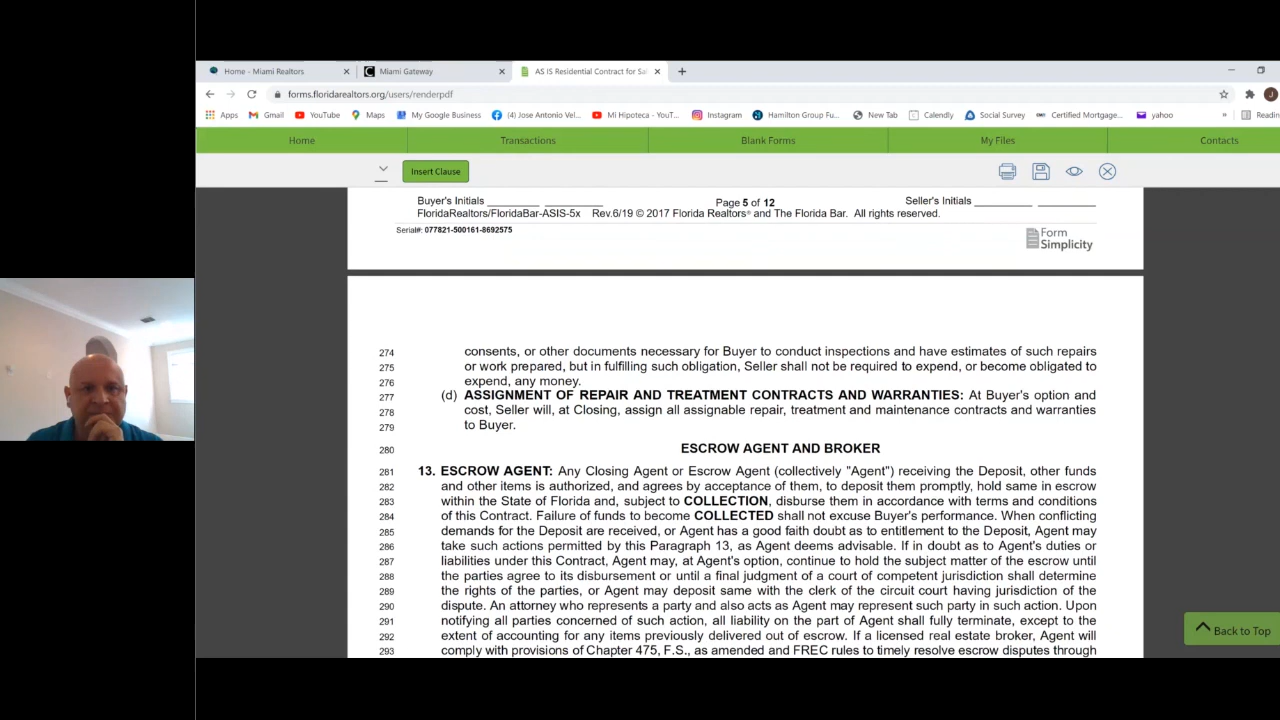 Home - Miami Realtors
Miami Gateway
AS IS Residential Contract for Sa
forms.floridarealtors.org/users/renderpdf
Apps Gmail YouTube Maps My Google Business (4) Jose Antonio Vel... Mi Hipoteca - YouT... Instagram Hamilton Group Fu... New Tab Calendly Social Survey Certified Mortgage... yahoo » Readin
Home Transactions Blank Forms My Files Contacts
Insert Clause
Buyer's Initials ________ ________ Page 5 of 12 Seller's Initials ________ ________
FloridaRealtors/FloridaBar-ASIS-5x Rev.6/19 © 2017 Florida Realtors® and The Florida Bar. All rights reserved.
Serial#: 077821-500161-8692575
Form
Simplicity
274 consents, or other documents necessary for Buyer to conduct inspections and have estimates of such repairs
275 or work prepared, but in fulfilling such obligation, Seller shall not be required to expend, or become obligated to
276 expend, any money.
277 (d) ASSIGNMENT OF REPAIR AND TREATMENT CONTRACTS AND WARRANTIES: At Buyer's option and
278 cost, Seller will, at Closing, assign all assignable repair, treatment and maintenance contracts and warranties
279 to Buyer.
280 ESCROW AGENT AND BROKER
281 13. ESCROW AGENT: Any Closing Agent or Escrow Agent (collectively "Agent") receiving the Deposit, other funds
282 and other items is authorized, and agrees by acceptance of them, to deposit them promptly, hold same in escrow
283 within the State of Florida and, subject to COLLECTION, disburse them in accordance with terms and conditions
284 of this Contract. Failure of funds to become COLLECTED shall not excuse Buyer's performance. When conflicting
285 demands for the Deposit are received, or Agent has a good faith doubt as to entitlement to the Deposit, Agent may
286 take such actions permitted by this Paragraph 13, as Agent deems advisable. If in doubt as to Agent's duties or
287 liabilities under this Contract, Agent may, at Agent's option, continue to hold the subject matter of the escrow until
288 the parties agree to its disbursement or until a final judgment of a court of competent jurisdiction shall determine
289 the rights of the parties, or Agent may deposit same with the clerk of the circuit court having jurisdiction of the
290 dispute. An attorney who represents a party and also acts as Agent may represent such party in such action. Upon
291 notifying all parties concerned of such action, all liability on the part of Agent shall fully terminate, except to the
292 extent of accounting for any items previously delivered out of escrow. If a licensed real estate broker, Agent will
293 comply with provisions of Chapter 475, F.S., as amended and FREC rules to timely resolve escrow disputes through
Back to Top